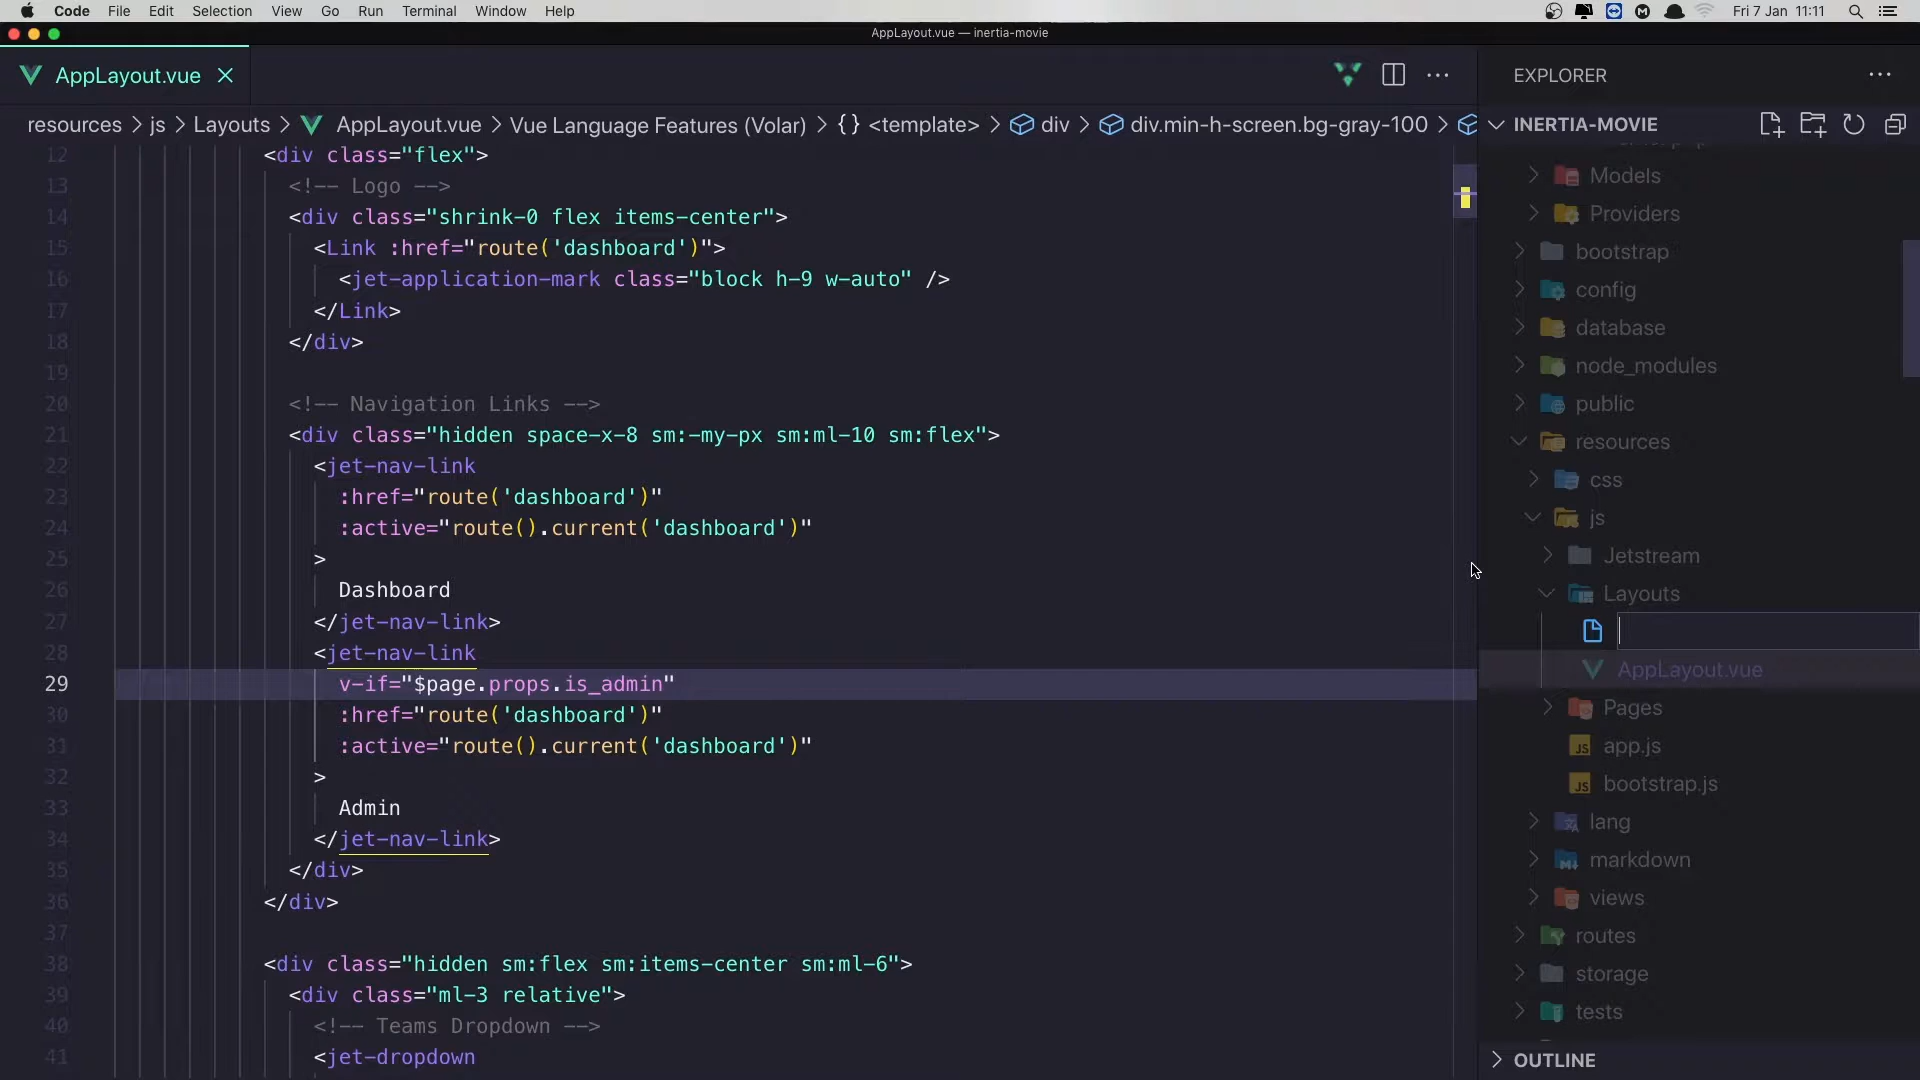 Code File Edit Selection View Go Run Terminal Window Help
Fri 7 Jan 11:11
AppLayout.vue — inertia-movie
AppLayout.vue
resources > js > Layouts > AppLayout.vue > Vue Language Features (Volar) > {} <template> > div > div.min-h-screen.bg-gray-100 >
12 <div class="flex">
13 <!-- Logo -->
14 <div class="shrink-0 flex items-center">
15 <Link :href="route('dashboard')">
16 <jet-application-mark class="block h-9 w-auto" />
17 </Link>
18 </div>
19
20 <!-- Navigation Links -->
21 <div class="hidden space-x-8 sm:-my-px sm:ml-10 sm:flex">
22 <jet-nav-link
23 :href="route('dashboard')"
24 :active="route().current('dashboard')"
25 >
26 Dashboard
27 </jet-nav-link>
28 <jet-nav-link
29 v-if="$page.props.is_admin"
30 :href="route('dashboard')"
31 :active="route().current('dashboard')"
32 >
33 Admin
34 </jet-nav-link>
35 </div>
36 </div>
37
38 <div class="hidden sm:flex sm:items-center sm:ml-6">
39 <div class="ml-3 relative">
40 <!-- Teams Dropdown -->
41 <jet-dropdown
EXPLORER
INERTIA-MOVIE
Models
Providers
bootstrap
config
database
node_modules
public
resources
css
js
Jetstream
Layouts
AppLayout.vue
Pages
JS app.js
JS bootstrap.js
lang
markdown
views
routes
storage
tests
OUTLINE